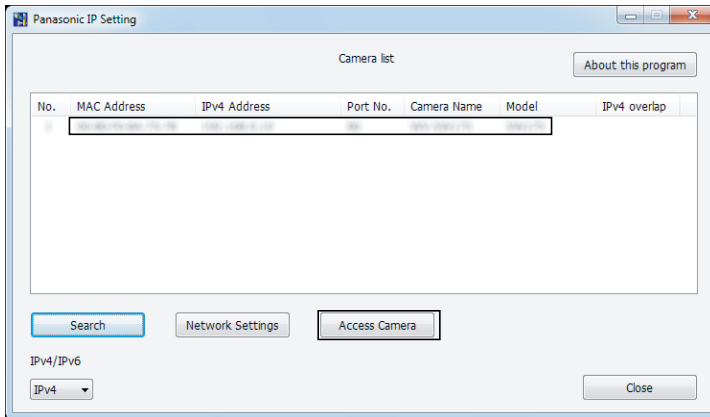 Panasonic IP Setting
Camera list
About this program
No. MAC Address IPv4 Address Port No. Camera Name Model IPv4 overlap
Search Network Settings Access Camera
IPv4/IPv6
IPv4
Close